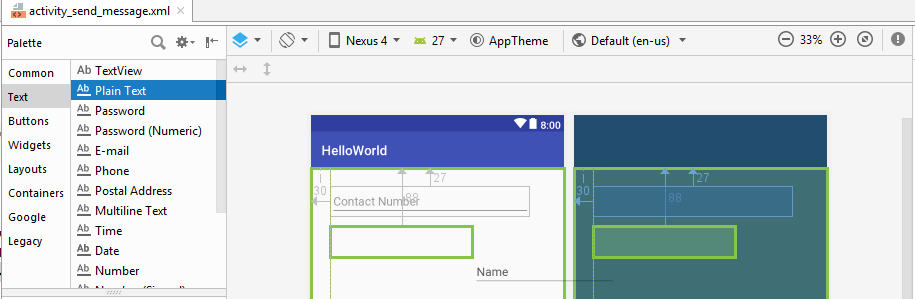 activity_send_message.xml
Palette
Nexus 4
27
AppTheme
Default (en-us)
33%
Common
Text
Buttons
Widgets
Layouts
Containers
Google
Legacy
Ab TextView
Ab Plain Text
Ab Password
Ab Password (Numeric)
Ab E-mail
Ab Phone
Ab Postal Address
Ab Multiline Text
Ab Time
Ab Date
Ab Number
8:00
HelloWorld
27
30
88
Contact Number
Name
27
30
88